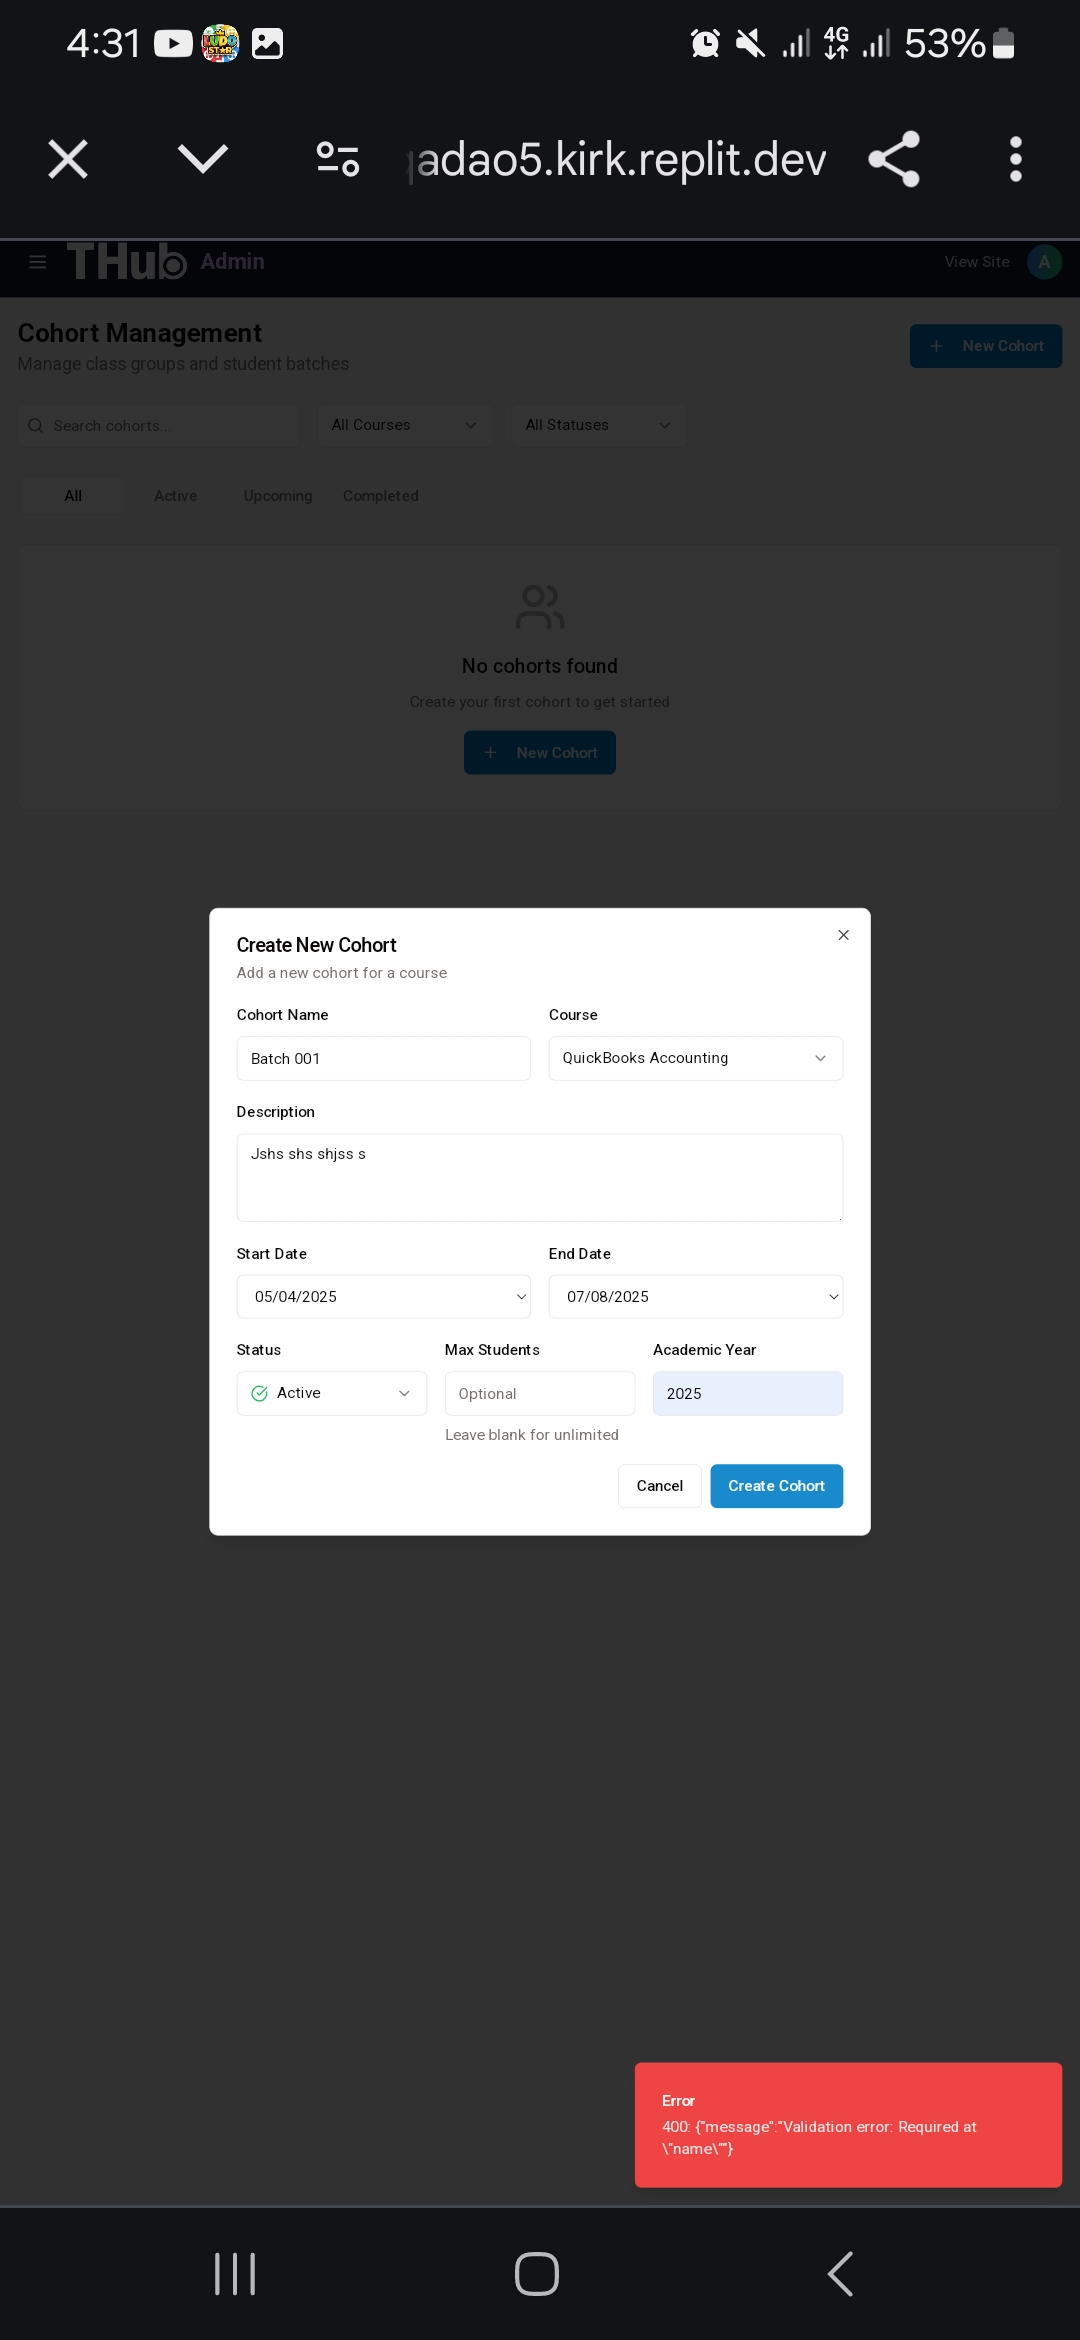 4:31
4G
53%
adao5.kirk.replit.dev
THub Admin
View Site
A
Cohort Management
Manage class groups and student batches
New Cohort
Search cohorts...
All Courses
All Statuses
All
Active
Upcoming
Completed
No cohorts found
Create your first cohort to get started
New Cohort
Create New Cohort
Add a new cohort for a course
Cohort Name
Course
Batch 001
QuickBooks Accounting
Description
Jshs shs shjss s
Start Date
End Date
05/04/2025
07/08/2025
Status
Max Students
Academic Year
Active
Optional
2025
Leave blank for unlimited
Cancel
Create Cohort
Error
400: {"message":"Validation error: Required at
\"name\""}